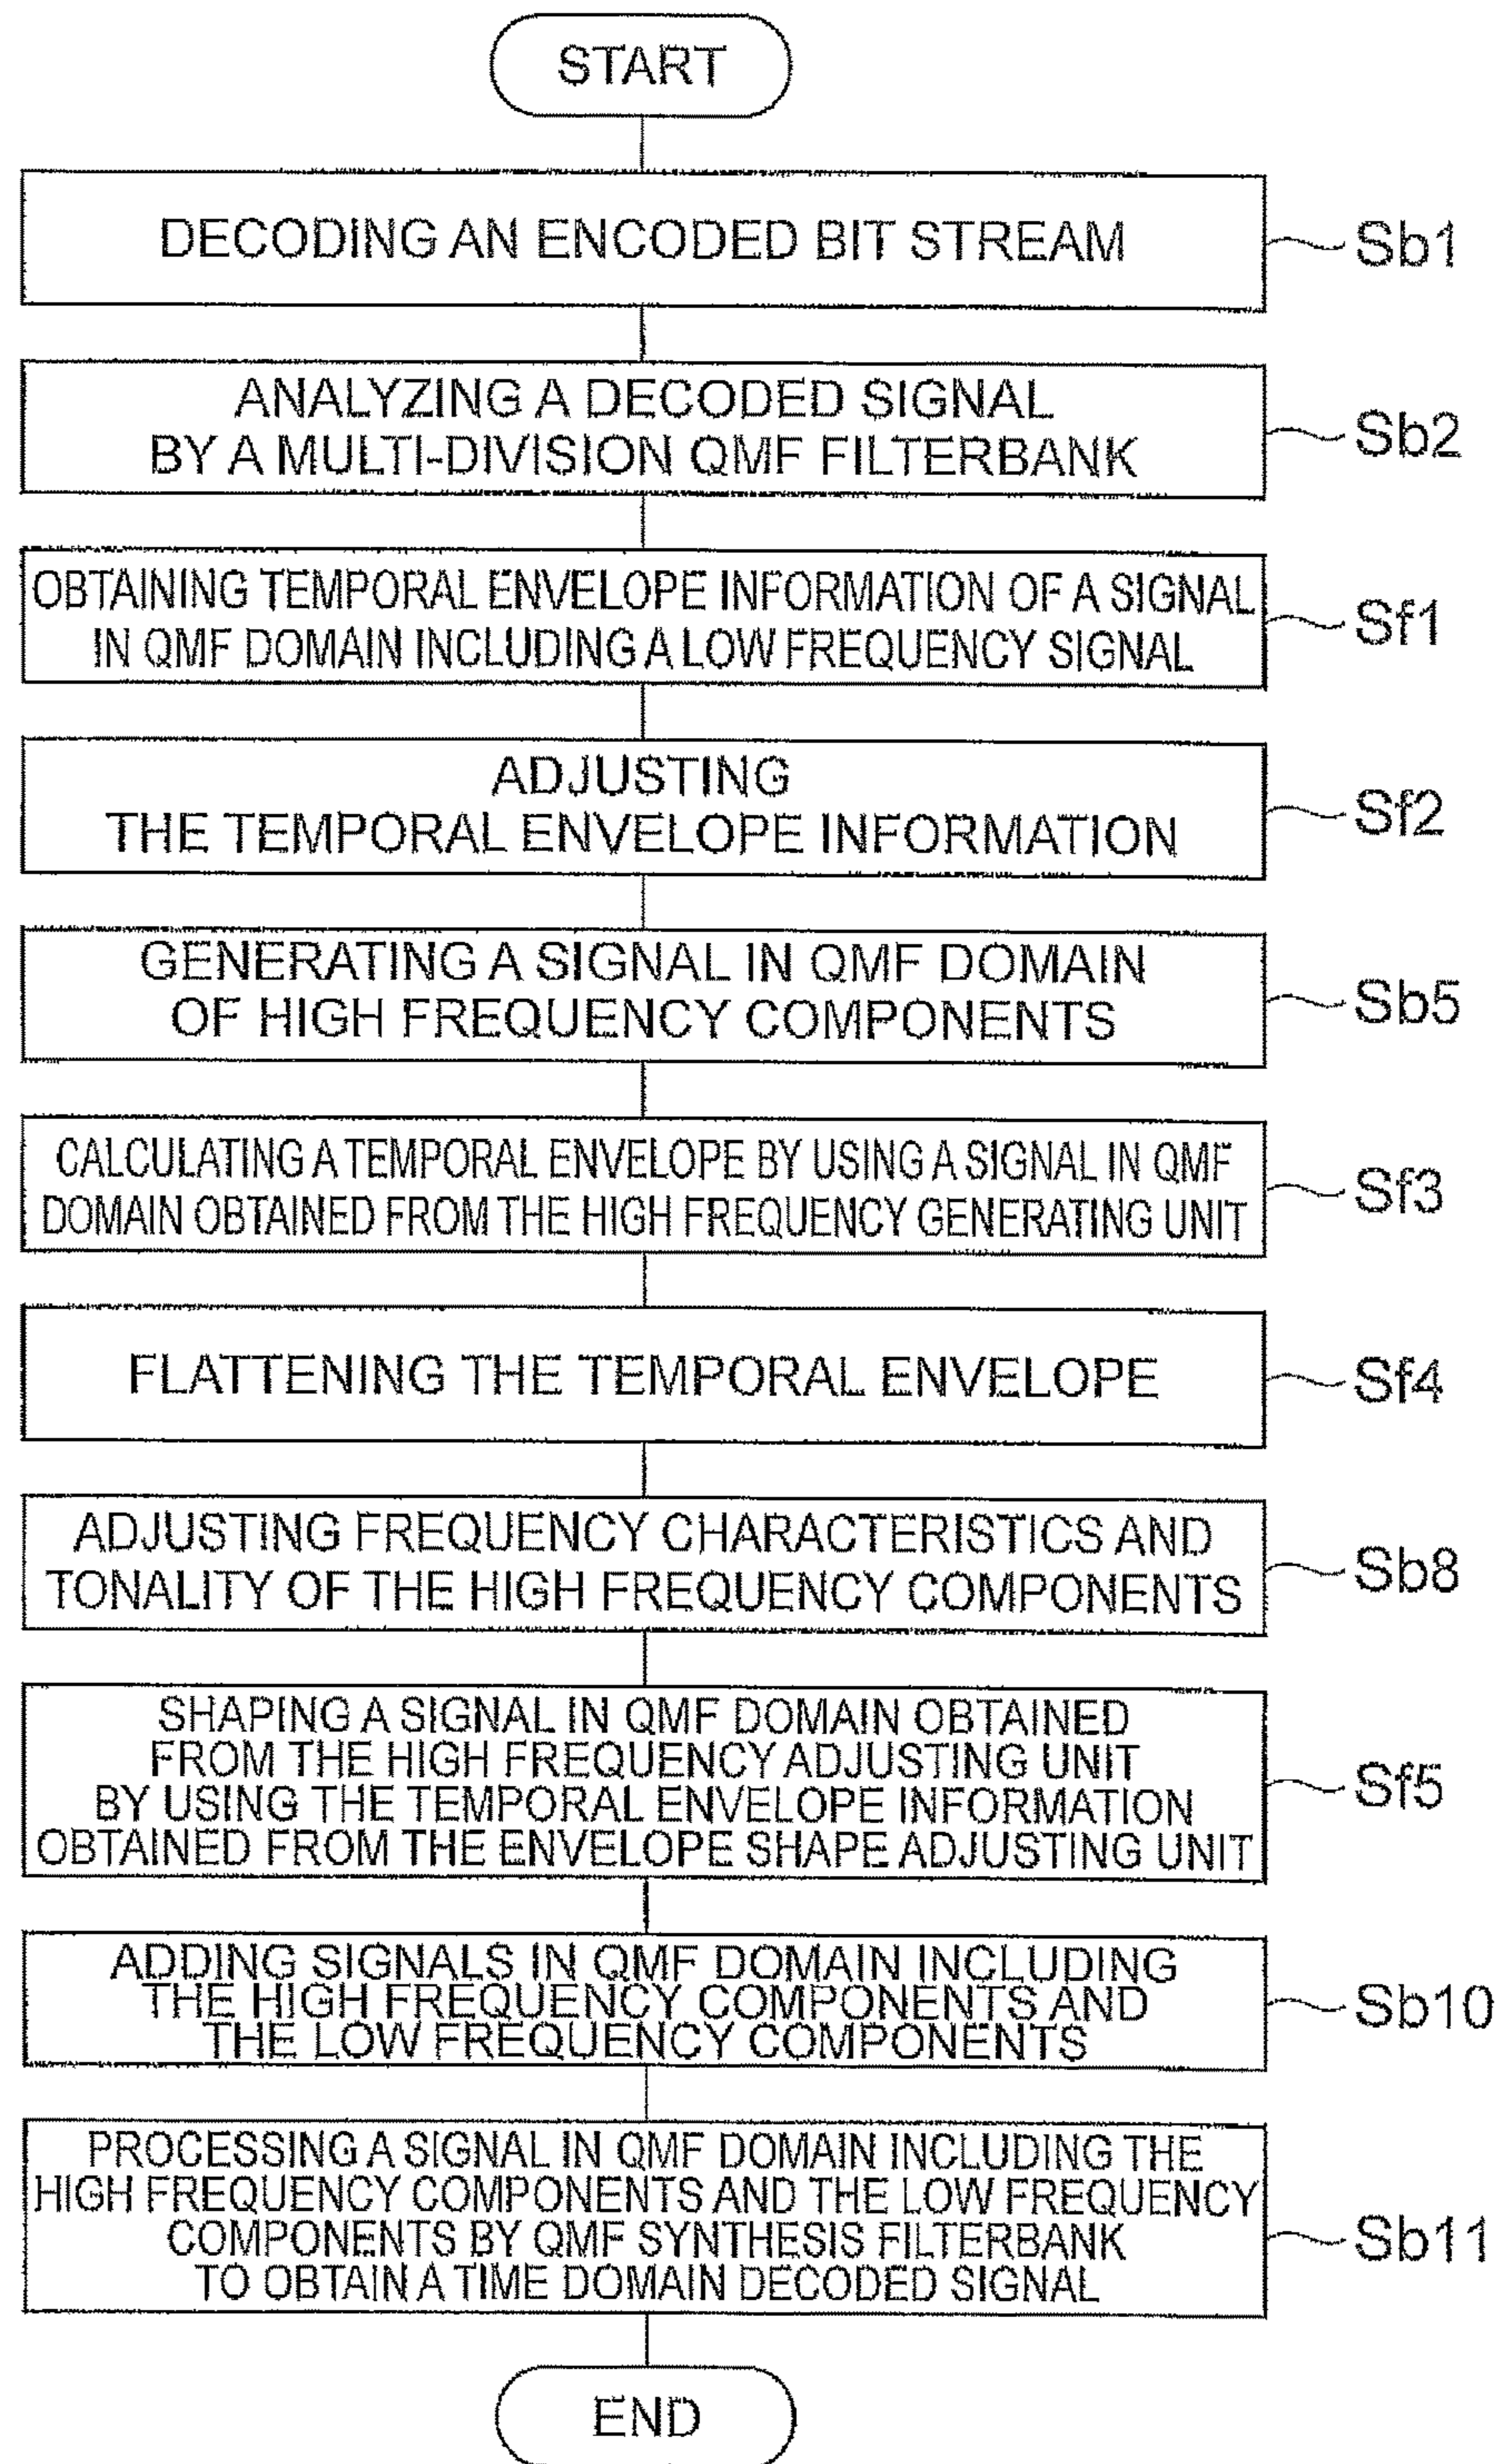 START
DECODING AN ENCODED BIT STREAM
Sb1
ANALYZING A DECODED SIGNAL
BY A MULTI-DIVISION QMF FILTERBANK
Sb2
OBTAINING TEMPORAL ENVELOPE INFORMATION OF A SIGNAL
IN QMF DOMAIN INCLUDING A LOW FREQUENCY SIGNAL
Sf1
ADJUSTING
THE TEMPORAL ENVELOPE INFORMATION
Sf2
GENERATING A SIGNAL IN QMF DOMAIN
OF HIGH FREQUENCY COMPONENTS
Sb5
CALCULATING A TEMPORAL ENVELOPE BY USING A SIGNAL IN QMF
DOMAIN OBTAINED FROM THE HIGH FREQUENCY GENERATING UNIT
Sf3
FLATTENING THE TEMPORAL ENVELOPE
Sf4
ADJUSTING FREQUENCY CHARACTERISTICS AND
TONALITY OF THE HIGH FREQUENCY COMPONENTS
Sb8
SHAPING A SIGNAL IN QMF DOMAIN OBTAINED
FROM THE HIGH FREQUENCY ADJUSTING UNIT
BY USING THE TEMPORAL ENVELOPE INFORMATION
OBTAINED FROM THE ENVELOPE SHAPE ADJUSTING UNIT
Sf5
ADDING SIGNALS IN QMF DOMAIN INCLUDING
THE HIGH FREQUENCY COMPONENTS AND
THE LOW FREQUENCY COMPONENTS
Sb10
PROCESSING A SIGNAL IN QMF DOMAIN INCLUDING THE
HIGH FREQUENCY COMPONENTS AND THE LOW FREQUENCY
COMPONENTS BY QMF SYNTHESIS FILTERBANK
TO OBTAIN A TIME DOMAIN DECODED SIGNAL
Sb11
END